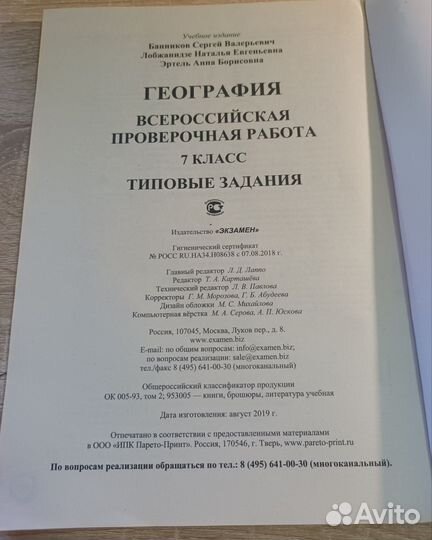 Учебное издание
Банников Сергей Валерьевич
Лобжанидзе Наталья Евгеньевна
Эртель Анна Борисовна
ГЕОГРАФИЯ
ВСЕРОССИЙСКАЯ
ПРОВЕРОЧНАЯ РАБОТА
7 КЛАСС
ТИПОВЫЕ ЗАДАНИЯ
Издательство «ЭКЗАМЕН»
Гигиенический сертификат
№ РОСС RU.НА34.Н08638 с 07.08.2018 г.
Главный редактор Л. Д. Лаппо
Редактор Т. А. Карташёва
Технический редактор Л. В. Павлова
Корректоры Г. М. Морозова, Г. Б. Абудеева
Дизайн обложки М. С. Михайлова
Компьютерная вёрстка М. А. Серова, А. П. Юскова
Россия, 107045, Москва, Луков пер., д. 8.
www.examen.biz
E-mail: по общим вопросам: info@examen.biz;
по вопросам реализации: sale@examen.biz
тел./факс 8 (495) 641-00-30 (многоканальный)
Общероссийский классификатор продукции
ОК 005-93, том 2; 953005 — книги, брошюры, литература учебная
Дата изготовления: август 2019 г.
Отпечатано в соответствии с предоставленными материалами
в ООО «ИПК Парето-Принт». Россия, 170546, г. Тверь, www.pareto-print.ru
По вопросам реализации обращаться по тел.: 8 (495) 641-00-30 (многоканальный).
Avito